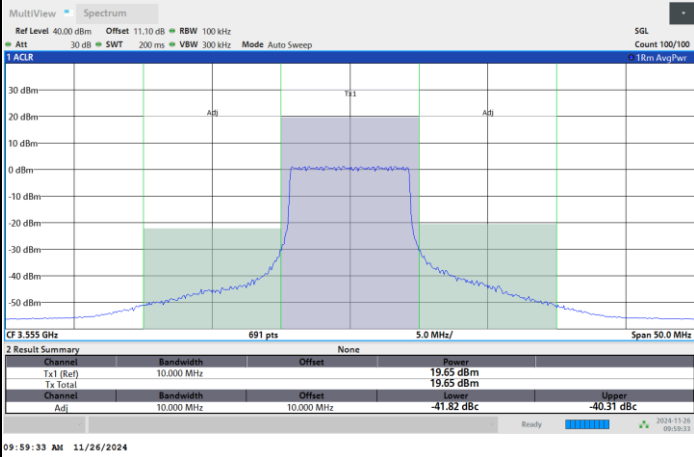 MultiView Spectrum
Ref Level 40.00 dBm Offset 11.10 dB RBW 100 kHz SGL
Att 30 dB SWT 200 ms VBW 300 kHz Mode Auto Sweep Count 100/100
1 ACLR 1Rm AvgPwr
30 dBm
Tx1
20 dBm
Adj Adj
10 dBm
0 dBm
-10 dBm
-20 dBm
-30 dBm
-40 dBm
-50 dBm
CF 3.555 GHz 691 pts 5.0 MHz/ Span 50.0 MHz
2 Result Summary None
Channel Bandwidth Offset Power
Tx1 (Ref) 10.000 MHz 19.65 dBm
Tx Total 19.65 dBm
Channel Bandwidth Offset Lower Upper
Adj 10.000 MHz 10.000 MHz -41.82 dBc -40.31 dBc
Ready 2024-11-26
09:59:33
09:59:33 AM 11/26/2024